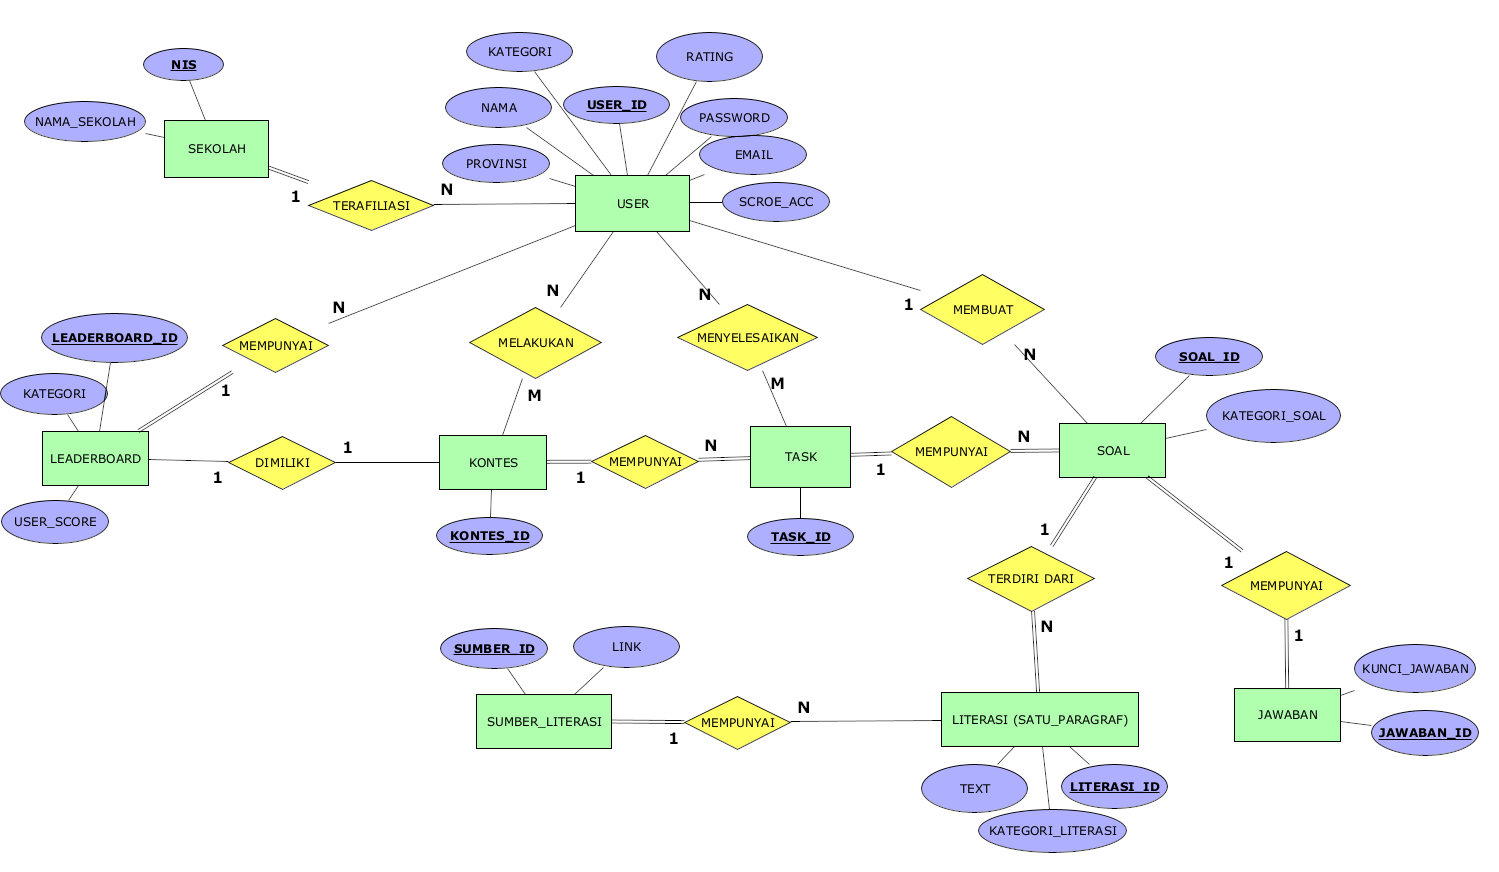 KATEGORI
RATING
NIS
NAMA
USER_ID
PASSWORD
NAMA_SEKOLAH
SEKOLAH
EMAIL
PROVINSI
1
N
TERAFILIASI
USER
SCROE_ACC
N
N
N
1
MEMBUAT
LEADERBOARD_ID
MEMPUNYAI
MELAKUKAN
MENYELESAIKAN
N
SOAL_ID
KATEGORI
1
M
M
KATEGORI_SOAL
LEADERBOARD
1
DIMILIKI
1
KONTES
1
MEMPUNYAI
N
TASK
1
MEMPUNYAI
N
SOAL
USER_SCORE
KONTES_ID
TASK_ID
1
1
TERDIRI DARI
MEMPUNYAI
N
1
SUMBER_ID
LINK
KUNCI_JAWABAN
SUMBER_LITERASI
1
MEMPUNYAI
N
LITERASI (SATU_PARAGRAF)
JAWABAN
JAWABAN_ID
TEXT
LITERASI_ID
KATEGORI_LITERASI